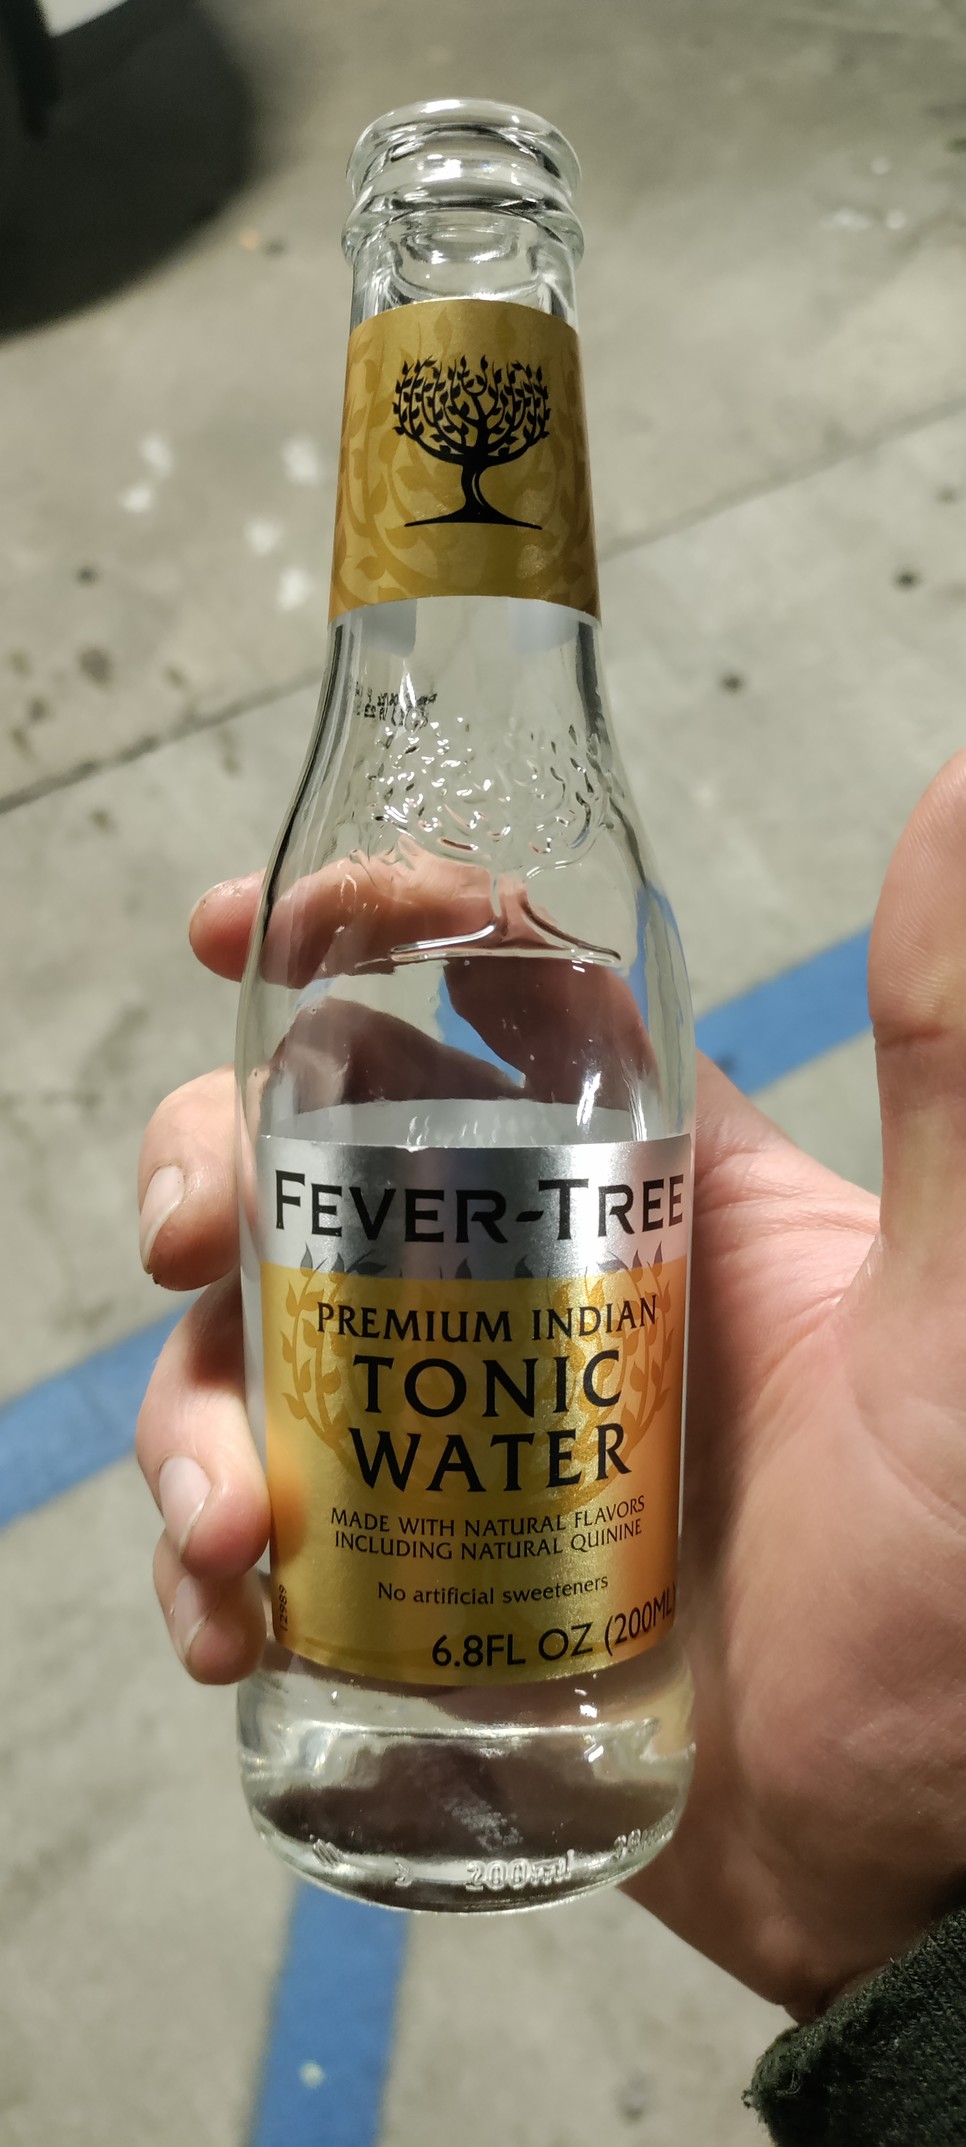 FEVER-TREE
PREMIUM INDIAN
TONIC
WATER
MADE WITH NATURAL FLAVORS
INCLUDING NATURAL QUININE
No artificial sweeteners
12989
6.8FL OZ (200ML)
200ml